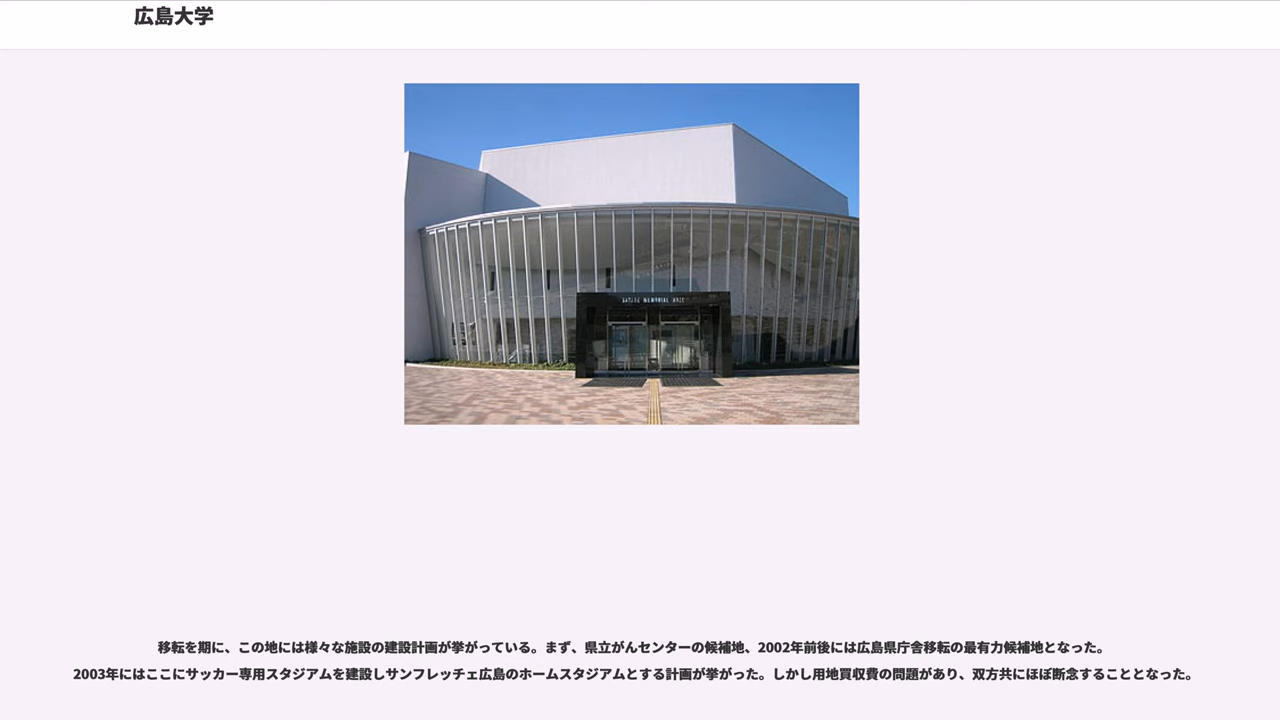 広島大学
SATAKE MEMORIAL HALL
移転を期に、この地には様々な施設の建設計画が挙がっている。まず、県立がんセンターの候補地、2002年前後には広島県庁舎移転の最有力候補地となった。
2003年にはここにサッカー専用スタジアムを建設しサンフレッチェ広島のホームスタジアムとする計画が挙がった。しかし用地買収費の問題があり、双方共にほぼ断念することとなった。